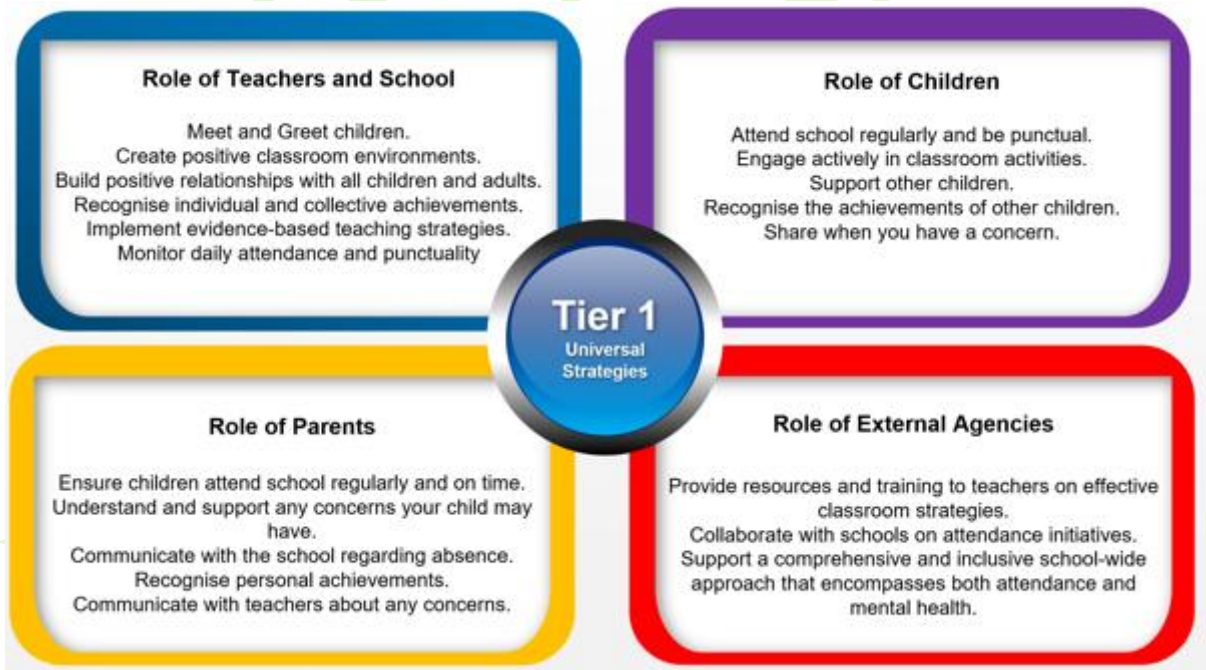 Role of Teachers and School
Meet and Greet children.
Create positive classroom environments.
Build positive relationships with all children and adults.
Recognise individual and collective achievements.
Implement evidence-based teaching strategies.
Monitor daily attendance and punctuality
Role of Children
Attend school regularly and be punctual.
Engage actively in classroom activities.
Support other children.
Recognise the achievements of other children.
Share when you have a concern.
Tier 1
Universal
Strategies
Role of Parents
Ensure children attend school regularly and on time.
Understand and support any concerns your child may
have.
Communicate with the school regarding absence.
Recognise personal achievements.
Communicate with teachers about any concerns.
Role of External Agencies
Provide resources and training to teachers on effective
classroom strategies.
Collaborate with schools on attendance initiatives.
Support a comprehensive and inclusive school-wide
approach that encompasses both attendance and
mental health.